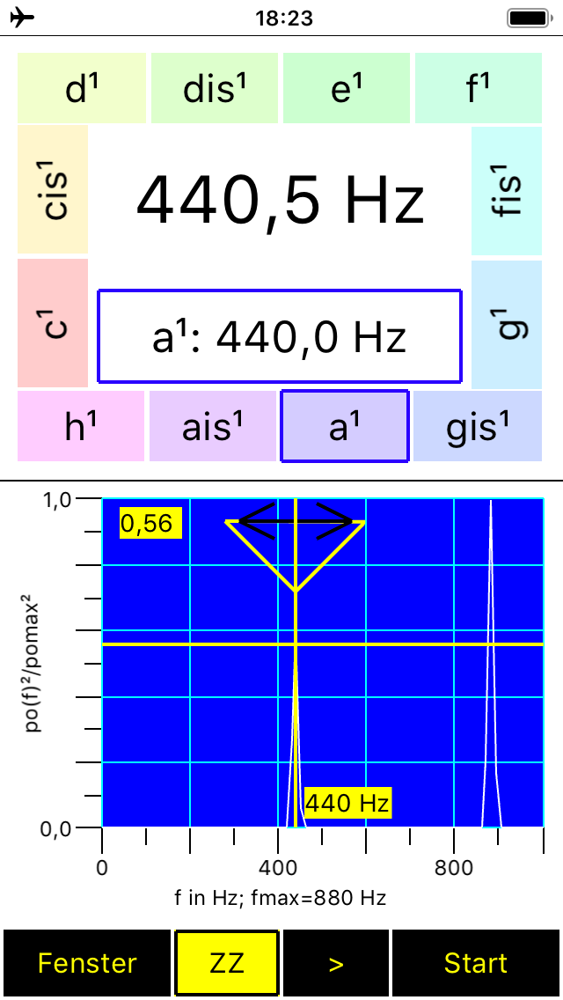 18:23
d¹ dis¹ e¹ f¹
cis¹
440,5 Hz
fis¹
c¹
a¹: 440,0 Hz
g¹
h¹ ais¹ a¹ gis¹
1,0
0,56
po(f)²/pomax²
440 Hz
0,0
0 400 800
f in Hz; fmax=880 Hz
Fenster ZZ > Start